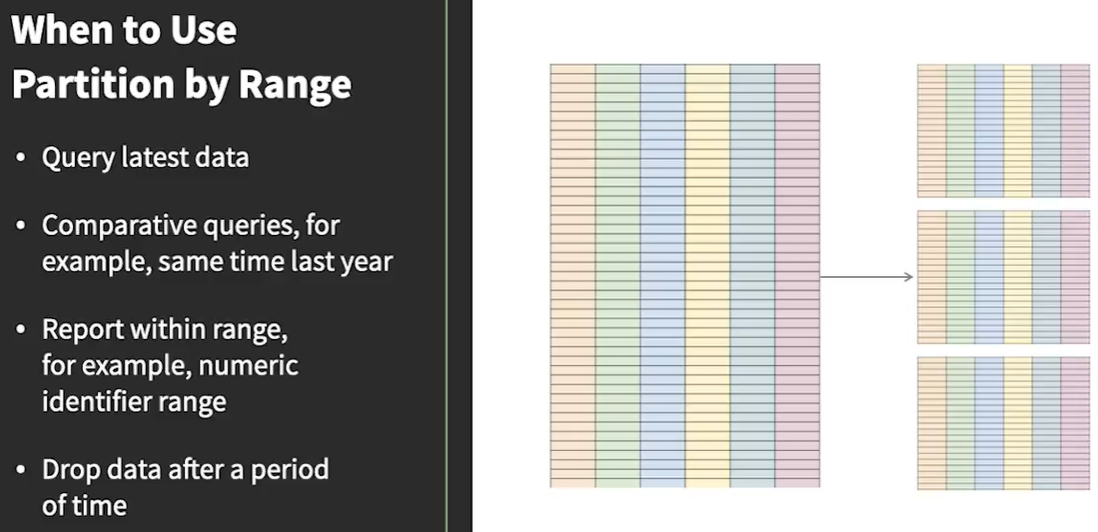 When to Use
Partition by Range
• Query latest data
• Comparative queries, for
example, same time last year
• Report within range,
for example, numeric
identifier range
• Drop data after a period
of time